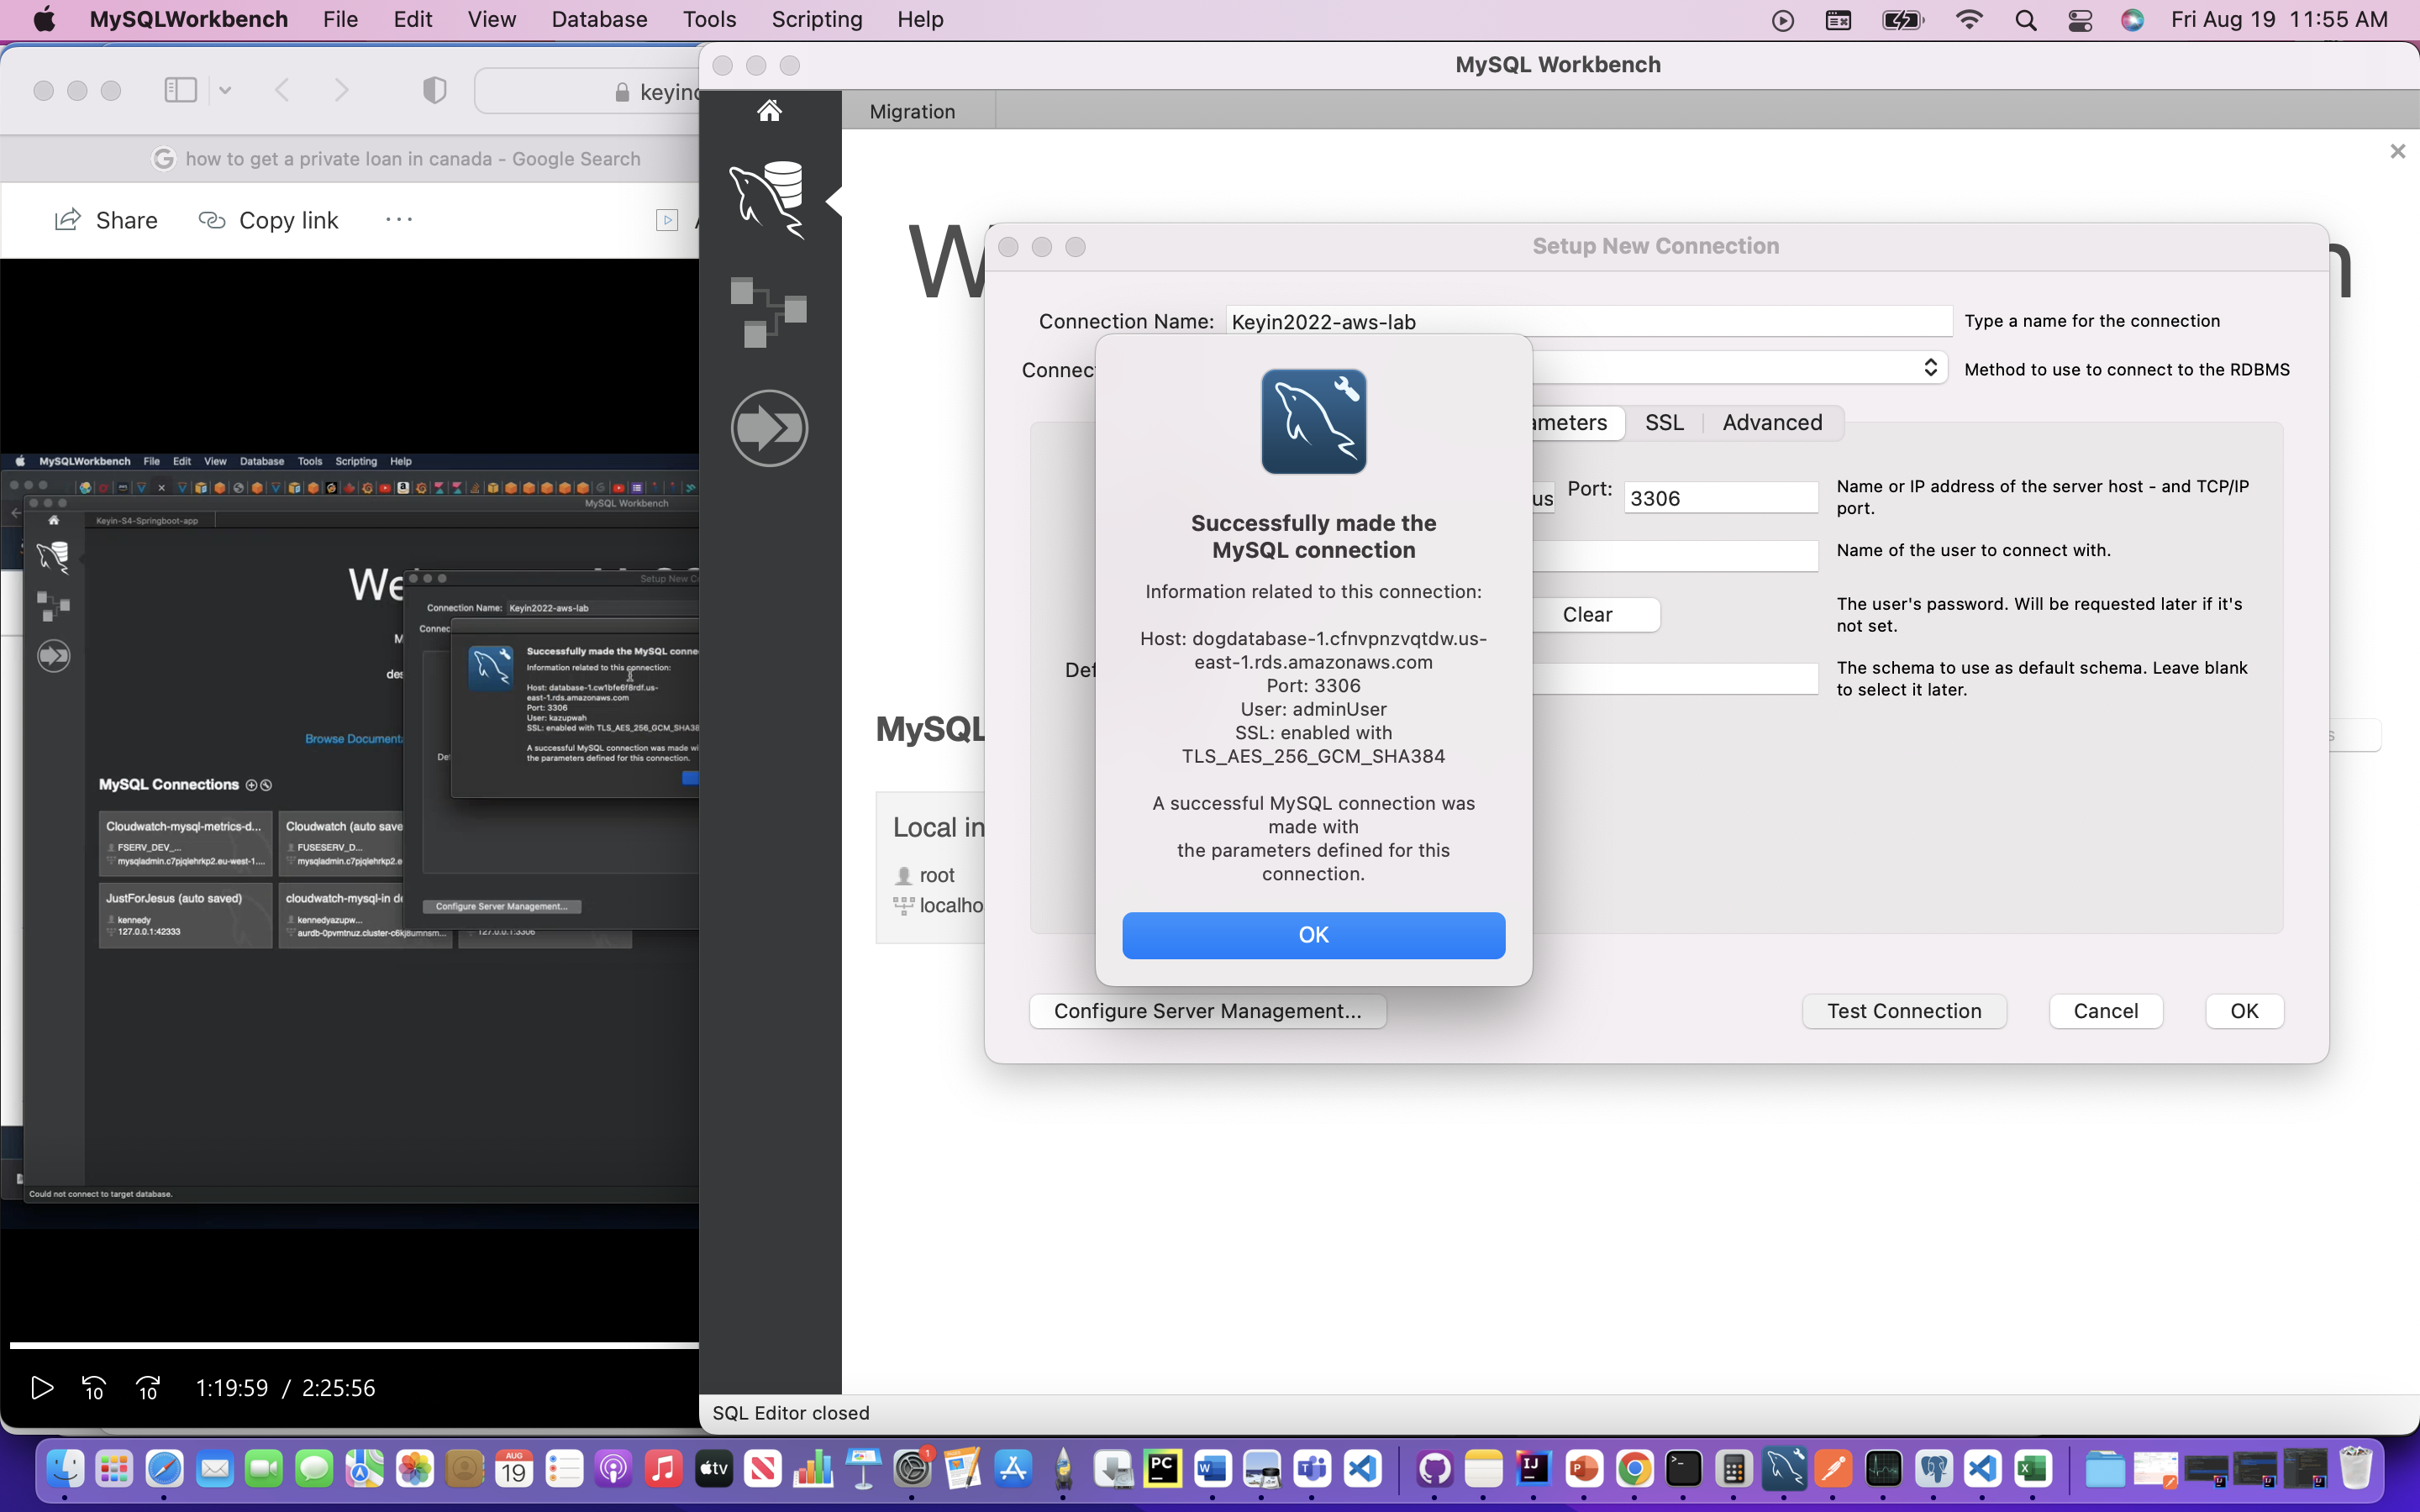 MySQLWorkbench File Edit View Database Tools Scripting Help
Fri Aug 19 11:55 AM
keyin
how to get a private loan in canada - Google Search
Share Copy link ...
MySQLWorkbench File Edit View Database Tools Scripting Help
MySQL Workbench
Keyin-S4-Springboot-app
We
Setup New C
Connection Name: Keyin2022-aws-lab
Connec
Successfully made the MySQL conne
Information related to this connection:
Host: database-1.cw1bfe6f8rdf.us-
east-1.rds.amazonaws.com
Port: 3306
User: kazupwah
SSL: enabled with TLS_AES_256_GCM_SHA38
A successful MySQL connection was made wi
the parameters defined for this connection.
M
des
De
Browse Documenta
MySQL Connections
Cloudwatch-mysql-metrics-d...
FSERV_DEV_...
mysqladmin.c7pjqlehrkp2.eu-west-1....
Cloudwatch (auto save
FUSESERV_D...
mysqladmin.c7pjqlehrkp2.e
JustForJesus (auto saved)
kennedy
127.0.0.1:42333
cloudwatch-mysql-in de
kennedyazupw...
aurdb-0pvmtnuz.cluster-c6kj8umnsm...
127.0.0.1:3306
Configure Server Management...
Could not connect to target database.
10 10 1:19:59 / 2:25:56
MySQL Workbench
Migration
W
n
MySQL
s
Local in
root
localho
Setup New Connection
Connection Name: Keyin2022-aws-lab Type a name for the connection
Connec Method to use to connect to the RDBMS
ameters SSL Advanced
us Port: 3306 Name or IP address of the server host - and TCP/IP
port.
Name of the user to connect with.
Clear The user's password. Will be requested later if it's
not set.
Def The schema to use as default schema. Leave blank
to select it later.
Successfully made the
MySQL connection
Information related to this connection:
Host: dogdatabase-1.cfnvpnzvqtdw.us-
east-1.rds.amazonaws.com
Port: 3306
User: adminUser
SSL: enabled with
TLS_AES_256_GCM_SHA384
A successful MySQL connection was
made with
the parameters defined for this
connection.
OK
Configure Server Management... Test Connection Cancel OK
SQL Editor closed
AUG
19
tv
1
PC
IJ